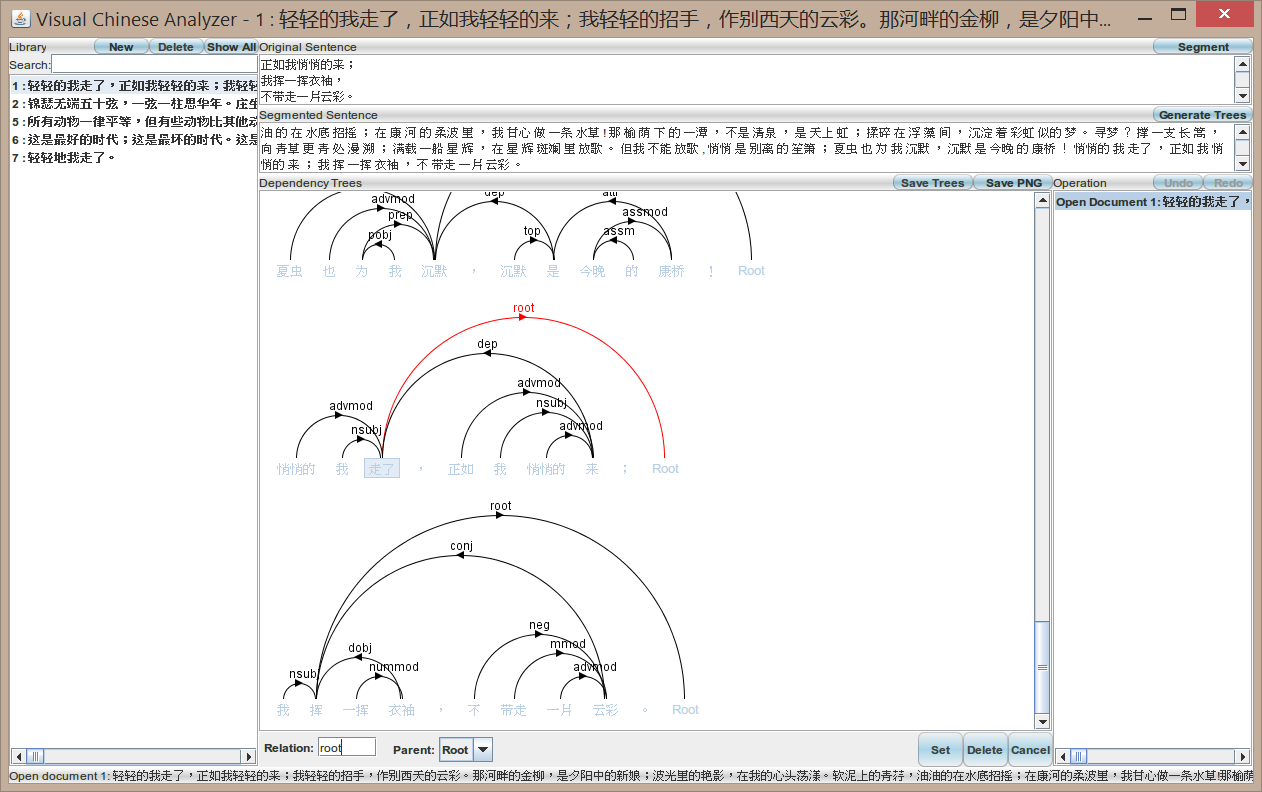 Visual Chinese Analyzer - 1 : 轻轻的我走了，正如我轻轻的来；我轻轻的招手，作别西天的云彩。那河畔的金柳，是夕阳中...
Library New Delete Show All
Search:
1 : 轻轻的我走了，正如我轻轻的来；我轻轻
2 : 锦瑟无端五十弦，一弦一柱思华年。庄生
5 : 所有动物一律平等，但有些动物比其他动
6 : 这是最好的时代；這是最坏的时代。这是
7 : 轻轻地我走了。
Original Sentence Segment
正如我悄悄的来；
我挥一挥衣袖，
不带走一片云彩。
Segmented Sentence Generate Trees
油 的 在 水底 招摇 ； 在 康河 的 柔波 里 ， 我 甘心 做 一条 水草 ! 那 榆荫 下 的 一潭 ， 不是 清泉 ， 是 天上 虹 ； 揉碎 在 浮藻 间 ， 沉淀 着 彩虹 似的 梦 。 寻梦 ? 撑 一支 长篙 ，
向 青草 更 青处 漫溯 ； 满载 一船 星辉 ， 在 星辉 斑斓 里 放歌 。 但 我 不能 放歌 , 悄悄 是 别离 的 笙箫 ； 夏虫 也 为 我 沉默 ， 沉默 是 今晚 的 康桥 ！ 悄悄的 我 走了 ， 正如 我 悄
悄的 来 ； 我 挥 一挥 衣袖 ， 不 带走 一片 云彩 。
Dependency Trees Save Trees Save PNG Operation Undo Redo
Open Document 1: 轻轻的我走了，
dep attr
advmod assmod
prep
pobj top assm
夏虫 也 为 我 沉默 ， 沉默 是 今晚 的 康桥 ！ Root
root
dep
advmod
advmod nsubj
nsubj advmod
悄悄的 我 走了 ， 正如 我 悄悄的 来 ； Root
root
conj
neg
dobj mmod
nsubj nummod advmod
我 挥 一挥 衣袖 ， 不 带走 一片 云彩 。 Root
Relation: root Parent: Root Set Delete Cancel
Open document 1: 轻轻的我走了，正如我轻轻的来；我轻轻的招手，作别西天的云彩。那河畔的金柳，是夕阳中的新娘；波光里的艳影，在我的心头荡漾。软泥上的青荇，油油的在水底招摇；在康河的柔波里，我甘心做一条水草!那榆荫